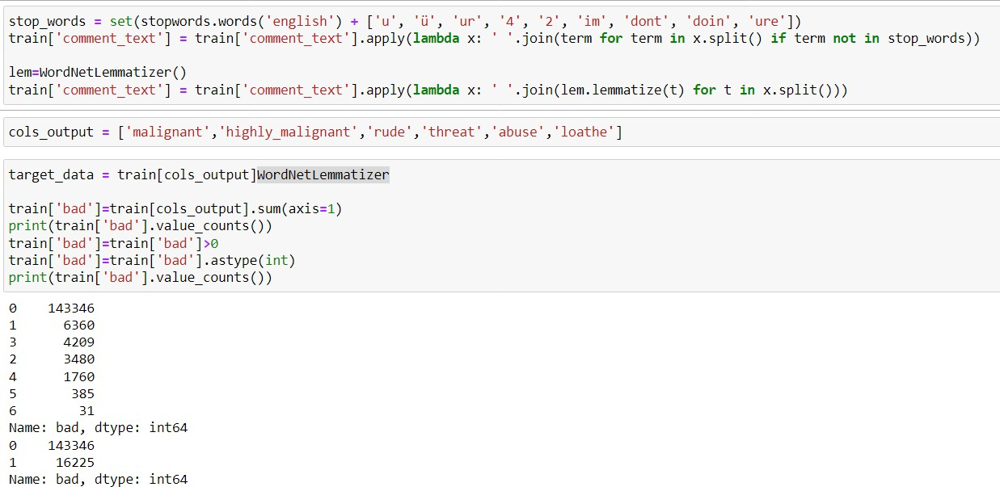 stop_words = set(stopwords.words('english') + ['u', 'ü', 'ur', '4', '2', 'im', 'dont', 'doin', 'ure'])
train['comment_text'] = train['comment_text'].apply(lambda x: ' '.join(term for term in x.split() if term not in stop_words))
lem=WordNetLemmatizer()
train['comment_text'] = train['comment_text'].apply(lambda x: ' '.join(lem.lemmatize(t) for t in x.split()))
cols_output = ['malignant','highly_malignant','rude','threat','abuse','loathe']
target_data = train[cols_output]WordNetLemmatizer
train['bad']=train[cols_output].sum(axis=1)
print(train['bad'].value_counts())
train['bad']=train['bad']>0
train['bad']=train['bad'].astype(int)
print(train['bad'].value_counts())
0    143346
1      6360
3      4209
2      3480
4      1760
5       385
6        31
Name: bad, dtype: int64
0    143346
1     16225
Name: bad, dtype: int64